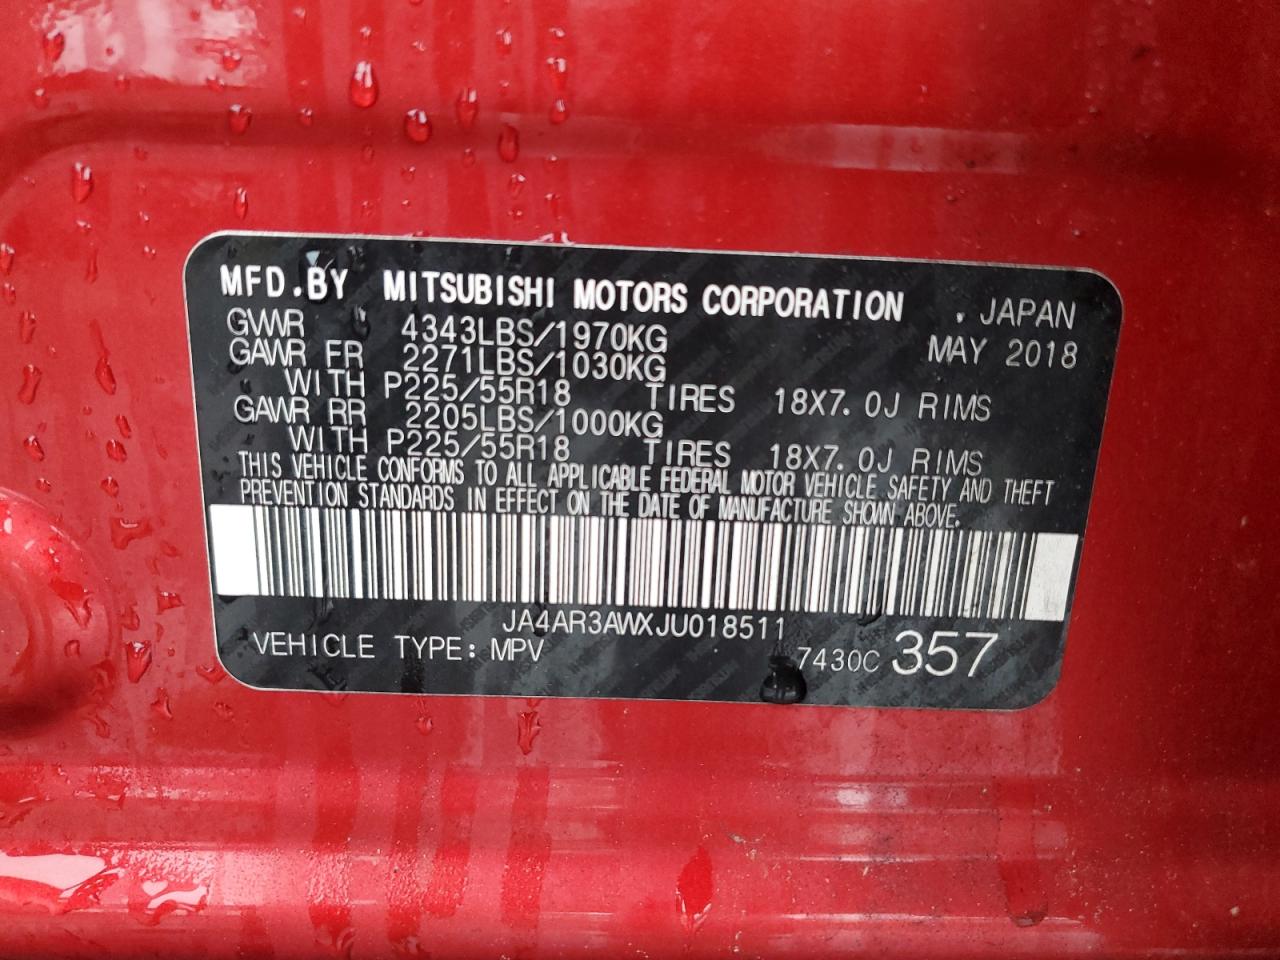 MFD.BY MITSUBISHI MOTORS CORPORATION . JAPAN
GVWR 4343LBS/1970KG MAY 2018
GAWR FR 2271LBS/1030KG
WITH P225/55R18 TIRES 18X7.0J RIMS
GAWR RR 2205LBS/1000KG
WITH P225/55R18 TIRES 18X7.0J RIMS
THIS VEHICLE CONFORMS TO ALL APPLICABLE FEDERAL MOTOR VEHICLE SAFETY AND THEFT
PREVENTION STANDARDS IN EFFECT ON THE DATE OF MANUFACTURE SHOWN ABOVE.
JA4AR3AWXJU018511
VEHICLE TYPE: MPV 7430C 357